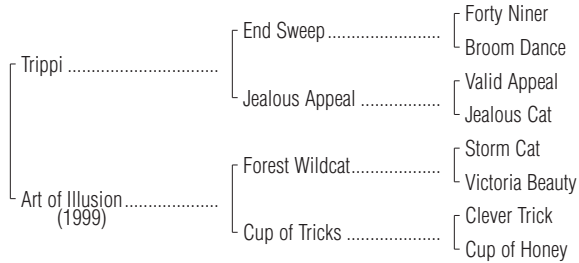 Forty Niner
End Sweep........................
Broom Dance
Trippi ................................
Valid Appeal
Jealous Appeal .................
Jealous Cat
Storm Cat
Forest Wildcat...................
Victoria Beauty
Art of Illusion....................
(1999)
Clever Trick
Cup of Tricks ....................
Cup of Honey